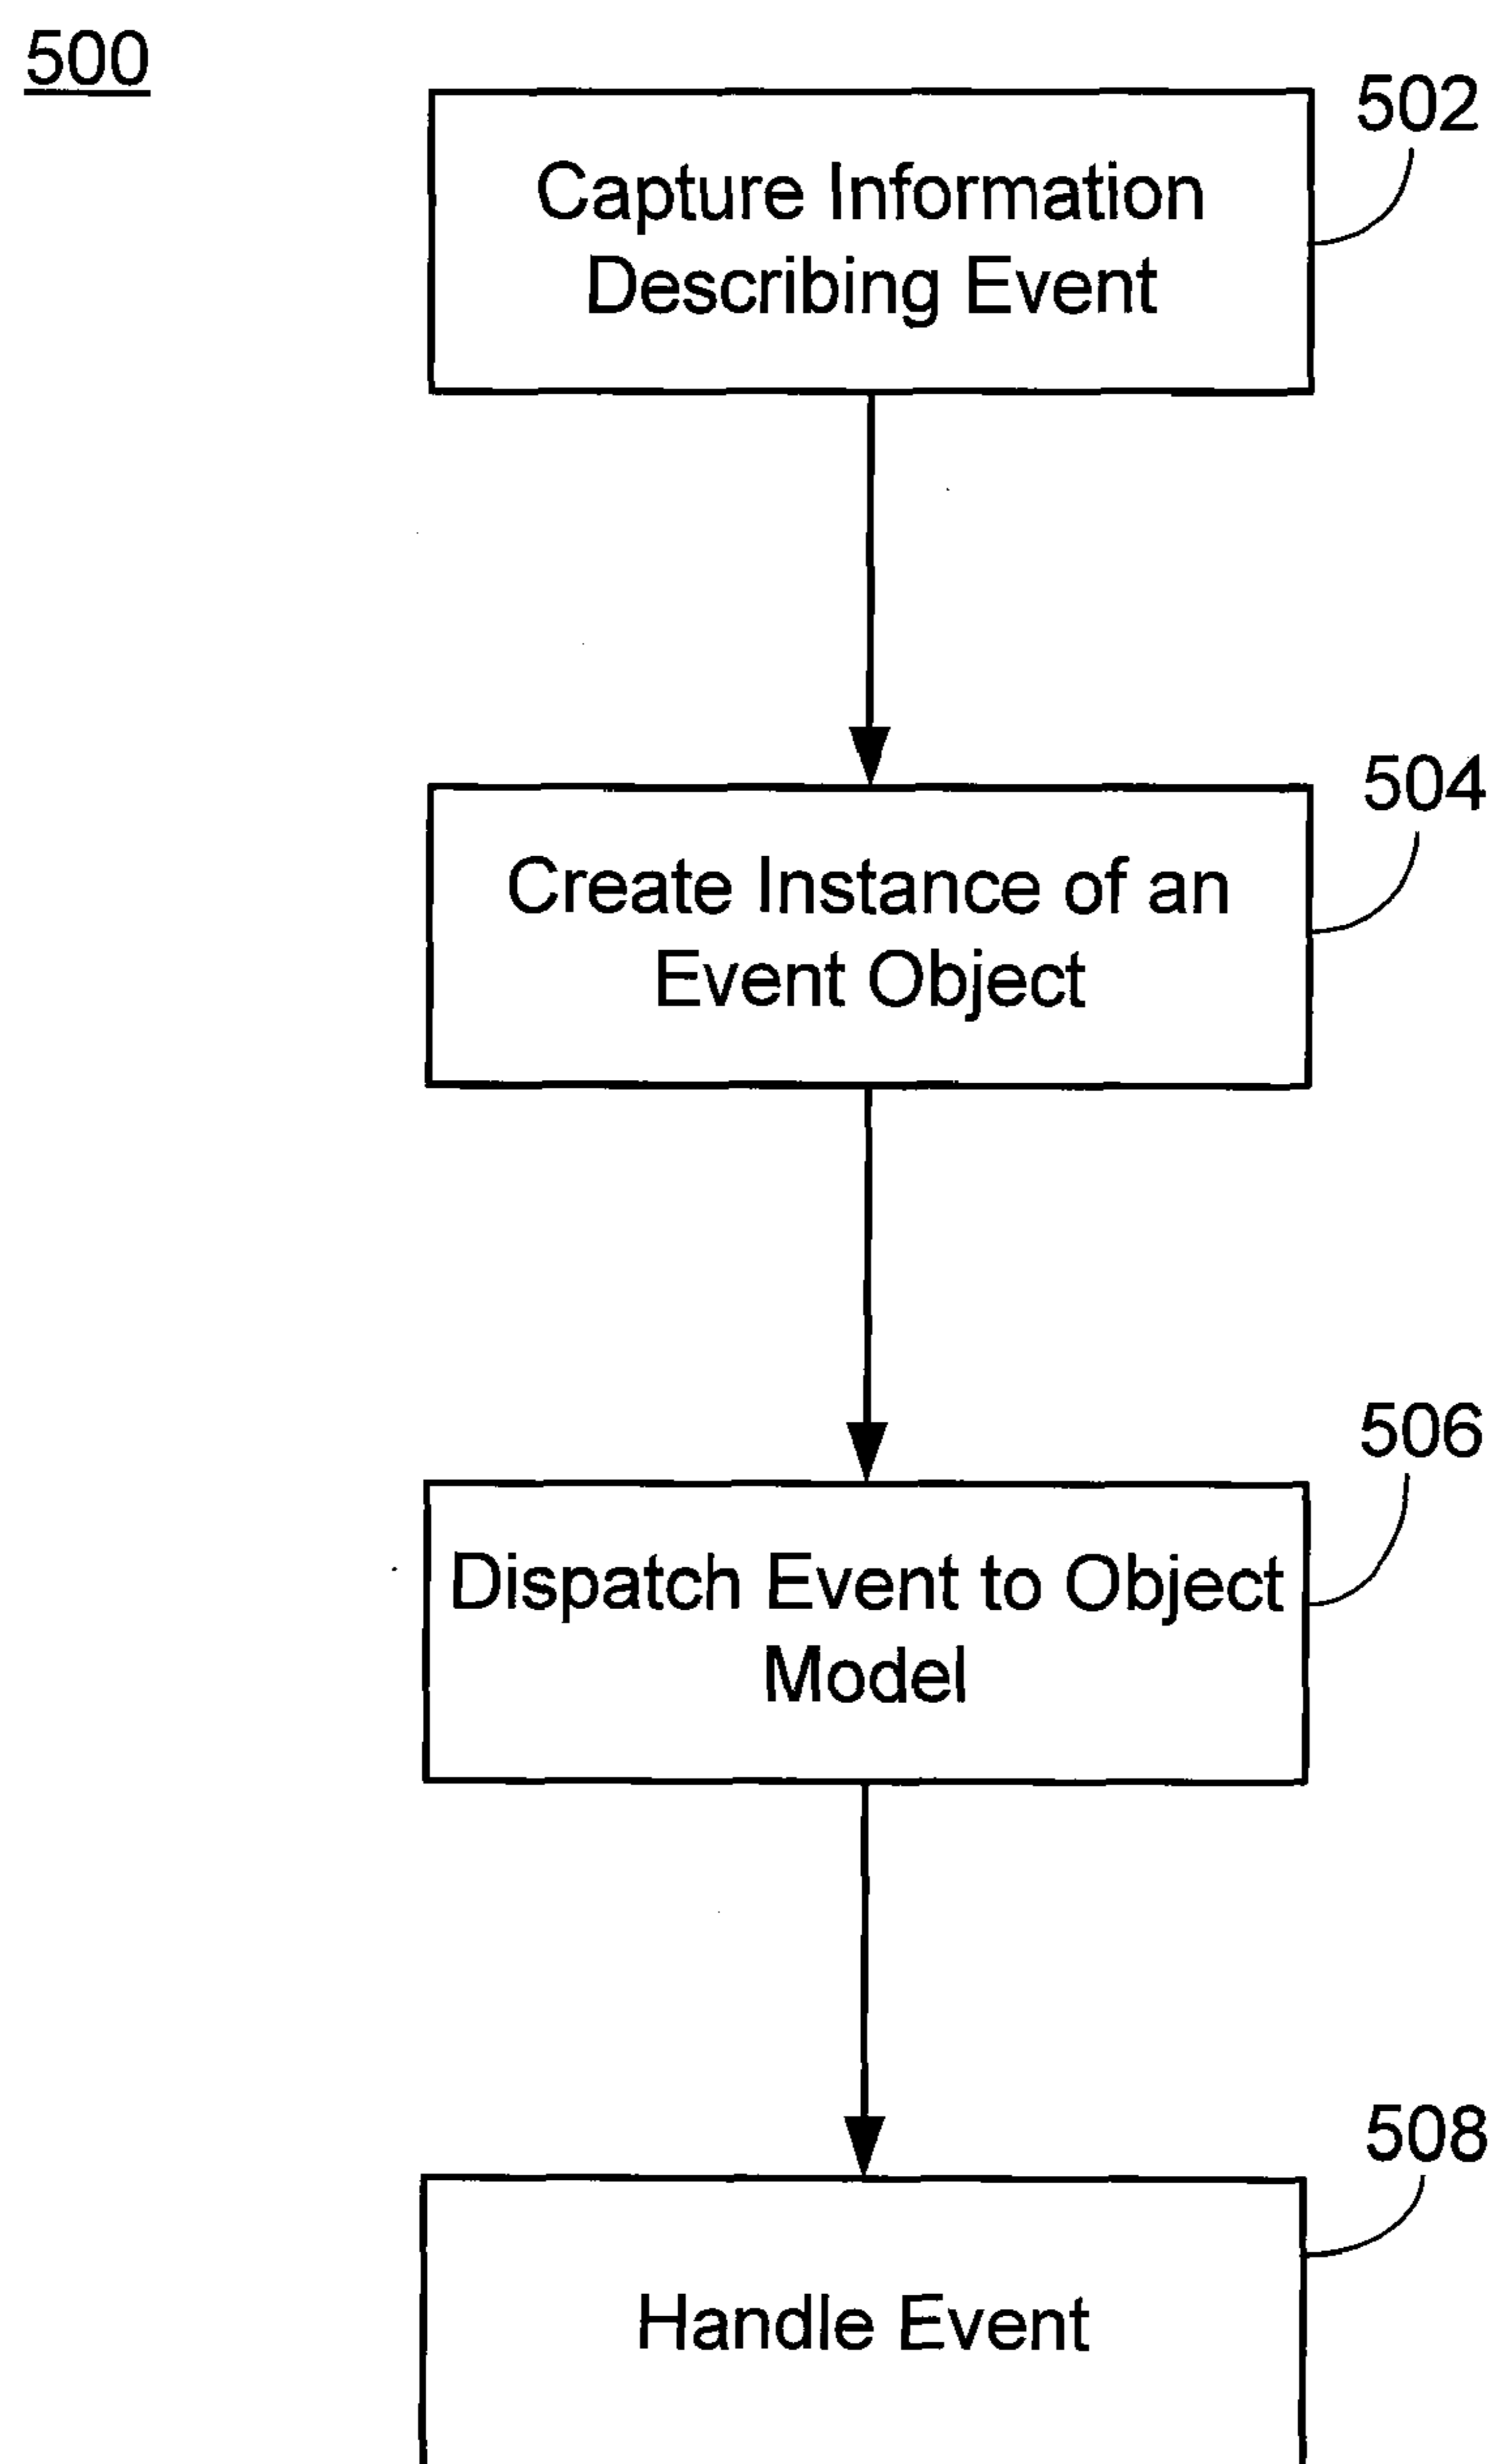 500
502
Capture Information
Describing Event
504
Create Instance of an
Event Object
506
Dispatch Event to Object
Model
508
Handle Event